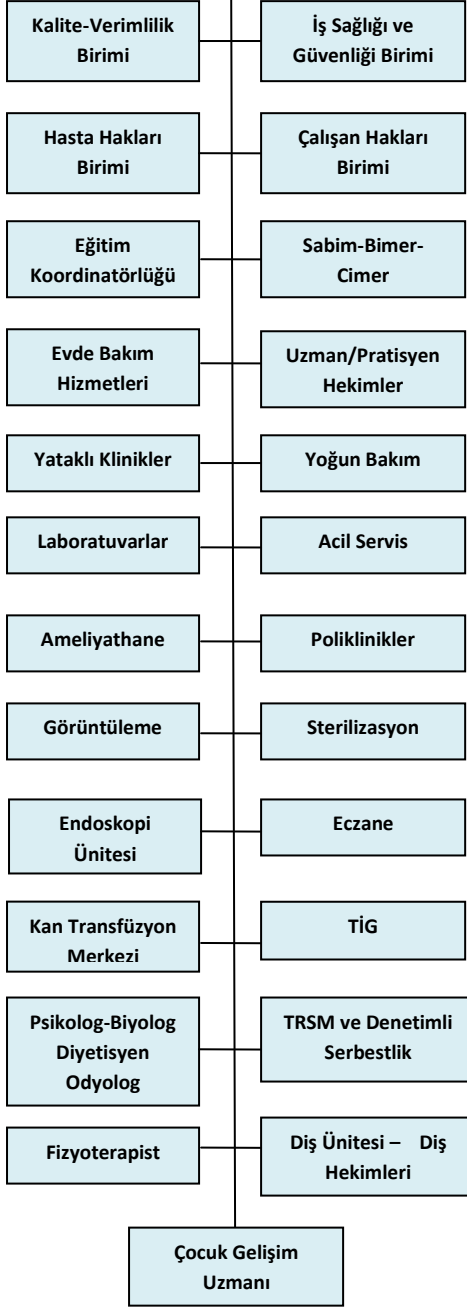 Kalite-Verimlilik
Birimi
İş Sağlığı ve
Güvenliği Birimi
Hasta Hakları
Birimi
Çalışan Hakları
Birimi
Eğitim
Koordinatörlüğü
Sabim-Bimer-
Cimer
Evde Bakım
Hizmetleri
Uzman/Pratisyen
Hekimler
Yataklı Klinikler
Yoğun Bakım
Laboratuvarlar
Acil Servis
Ameliyathane
Poliklinikler
Görüntüleme
Sterilizasyon
Endoskopi
Ünitesi
Eczane
Kan Transfüzyon
Merkezi
TİG
Psikolog-Biyolog
Diyetisyen
Odyolog
TRSM ve Denetimli
Serbestlik
Fizyoterapist
Diş Ünitesi – Diş
Hekimleri
Çocuk Gelişim
Uzmanı